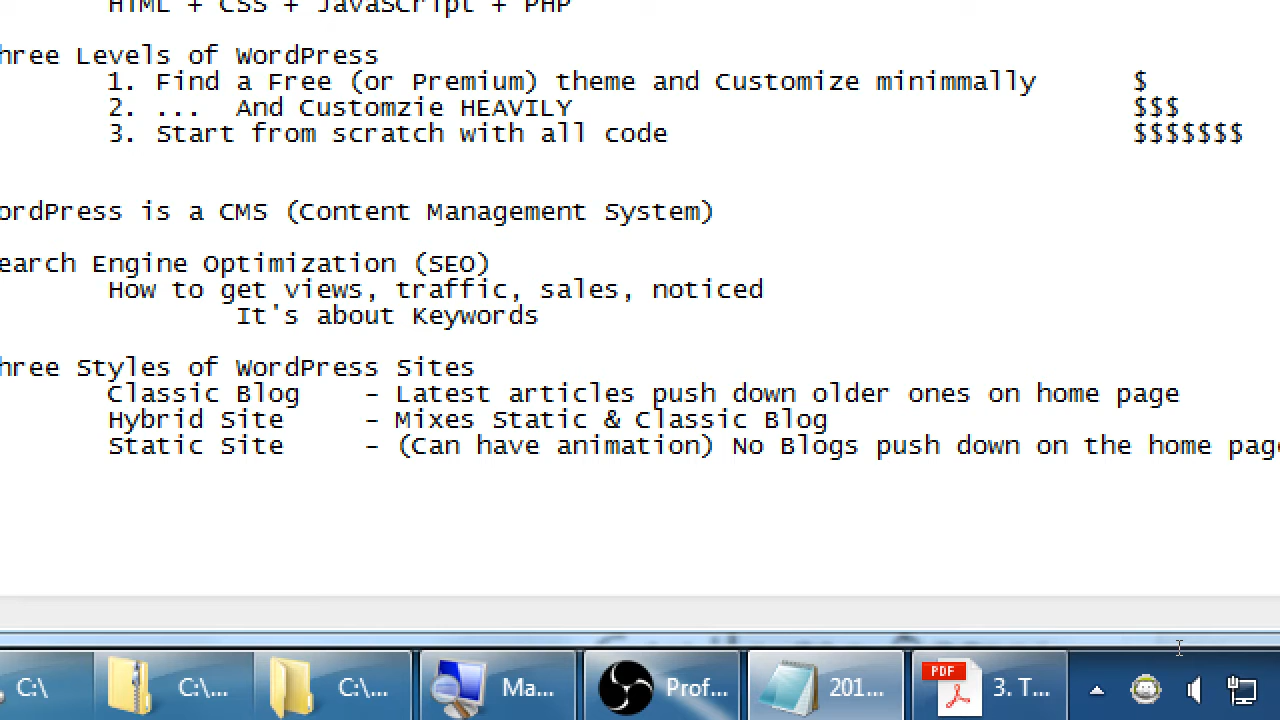 HTML + CSS + JavaScript + PHP
hree Levels of WordPress
1. Find a Free (or Premium) theme and Customize minimmally $
2. ... And Customzie HEAVILY $$$
3. Start from scratch with all code $$$$$$$
ordPress is a CMS (Content Management System)
earch Engine Optimization (SEO)
How to get views, traffic, sales, noticed
It's about Keywords
hree Styles of WordPress Sites
Classic Blog - Latest articles push down older ones on home page
Hybrid Site - Mixes Static & Classic Blog
Static Site - (Can have animation) No Blogs push down on the home page
C:\ C:\... C:\... Ma... Prof... 201... PDF 3. T...